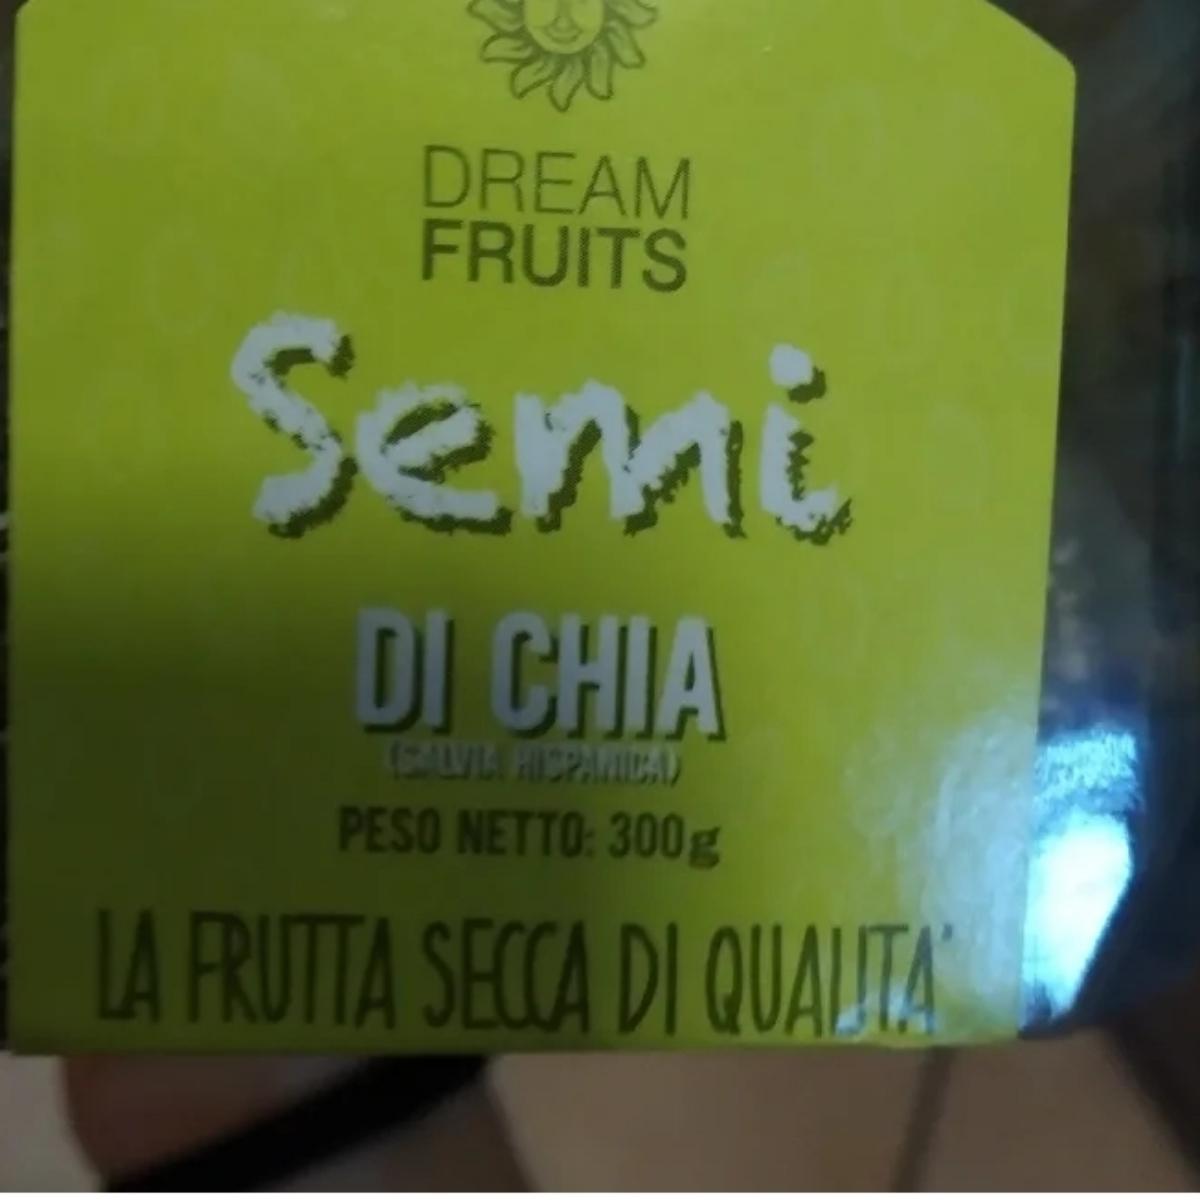 DREAM
FRUITS
Semi
DI CHIA
(SALVIA HISPANICA)
PESO NETTO: 300g
LA FRUTTA SECCA DI QUALITA'